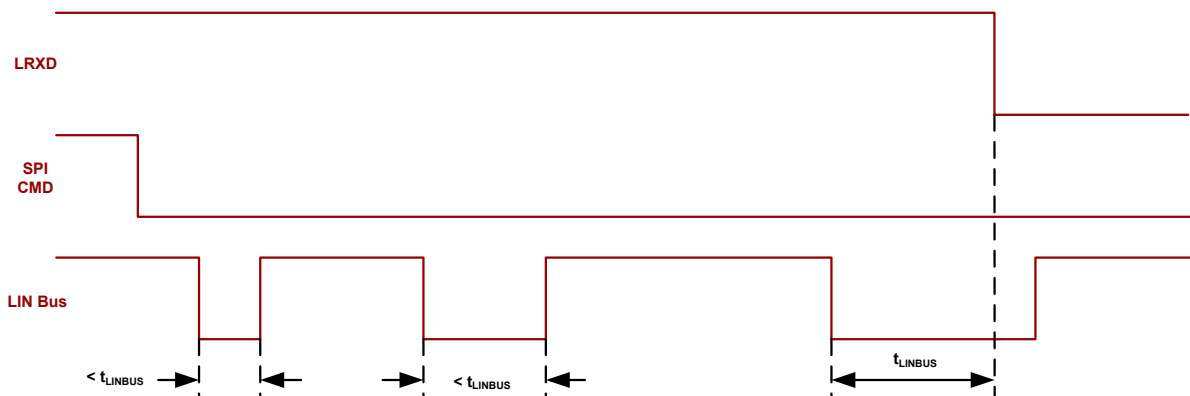 LRXD
SPI
CMD
LIN Bus
< tLINBUS
< tLINBUS
tLINBUS